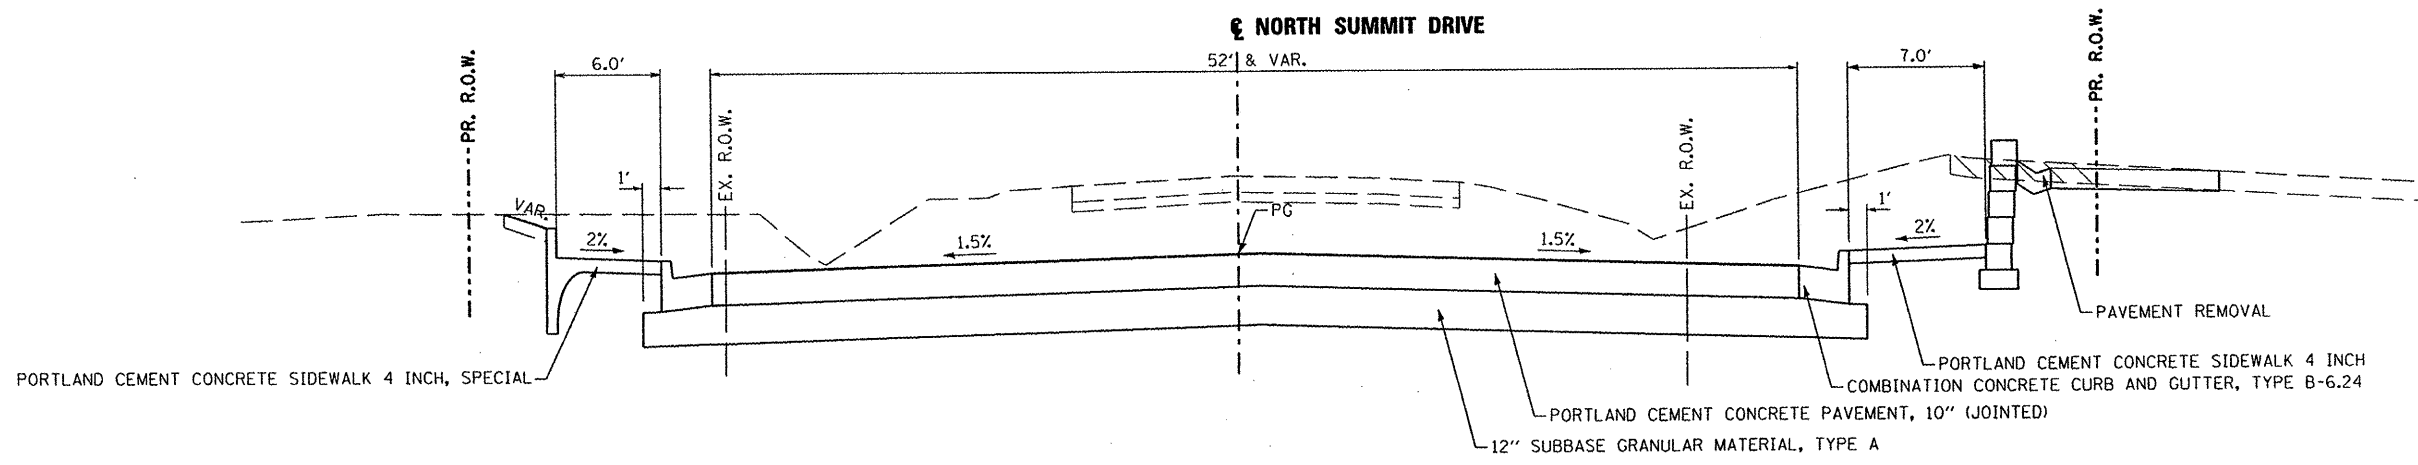 ℄ NORTH SUMMIT DRIVE
PR. R.O.W.
6.0'
52' & VAR.
7.0'
PR. R.O.W.
EX. R.O.W.
EX. R.O.W.
1'
1'
VAR.
PG
2%
1.5%
1.5%
2%
PAVEMENT REMOVAL
PORTLAND CEMENT CONCRETE SIDEWALK 4 INCH
PORTLAND CEMENT CONCRETE SIDEWALK 4 INCH, SPECIAL
COMBINATION CONCRETE CURB AND GUTTER, TYPE B-6.24
PORTLAND CEMENT CONCRETE PAVEMENT, 10" (JOINTED)
12" SUBBASE GRANULAR MATERIAL, TYPE A